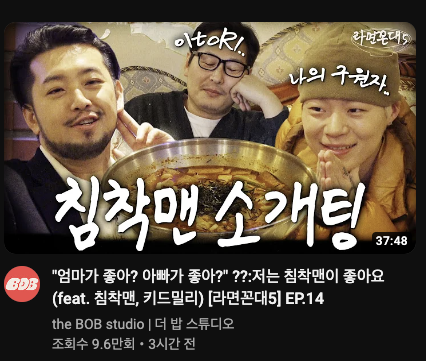 아toR!..
라면꼰대5
나의 구원자..
침착맨 소개팅
37:48
BOB
"엄마가 좋아? 아빠가 좋아?" ??:저는 침착맨이 좋아요
(feat. 침착맨, 키드밀리) [라면꼰대5] EP.14
the BOB studio | 더 밥 스튜디오
조회수 9.6만회 • 3시간 전